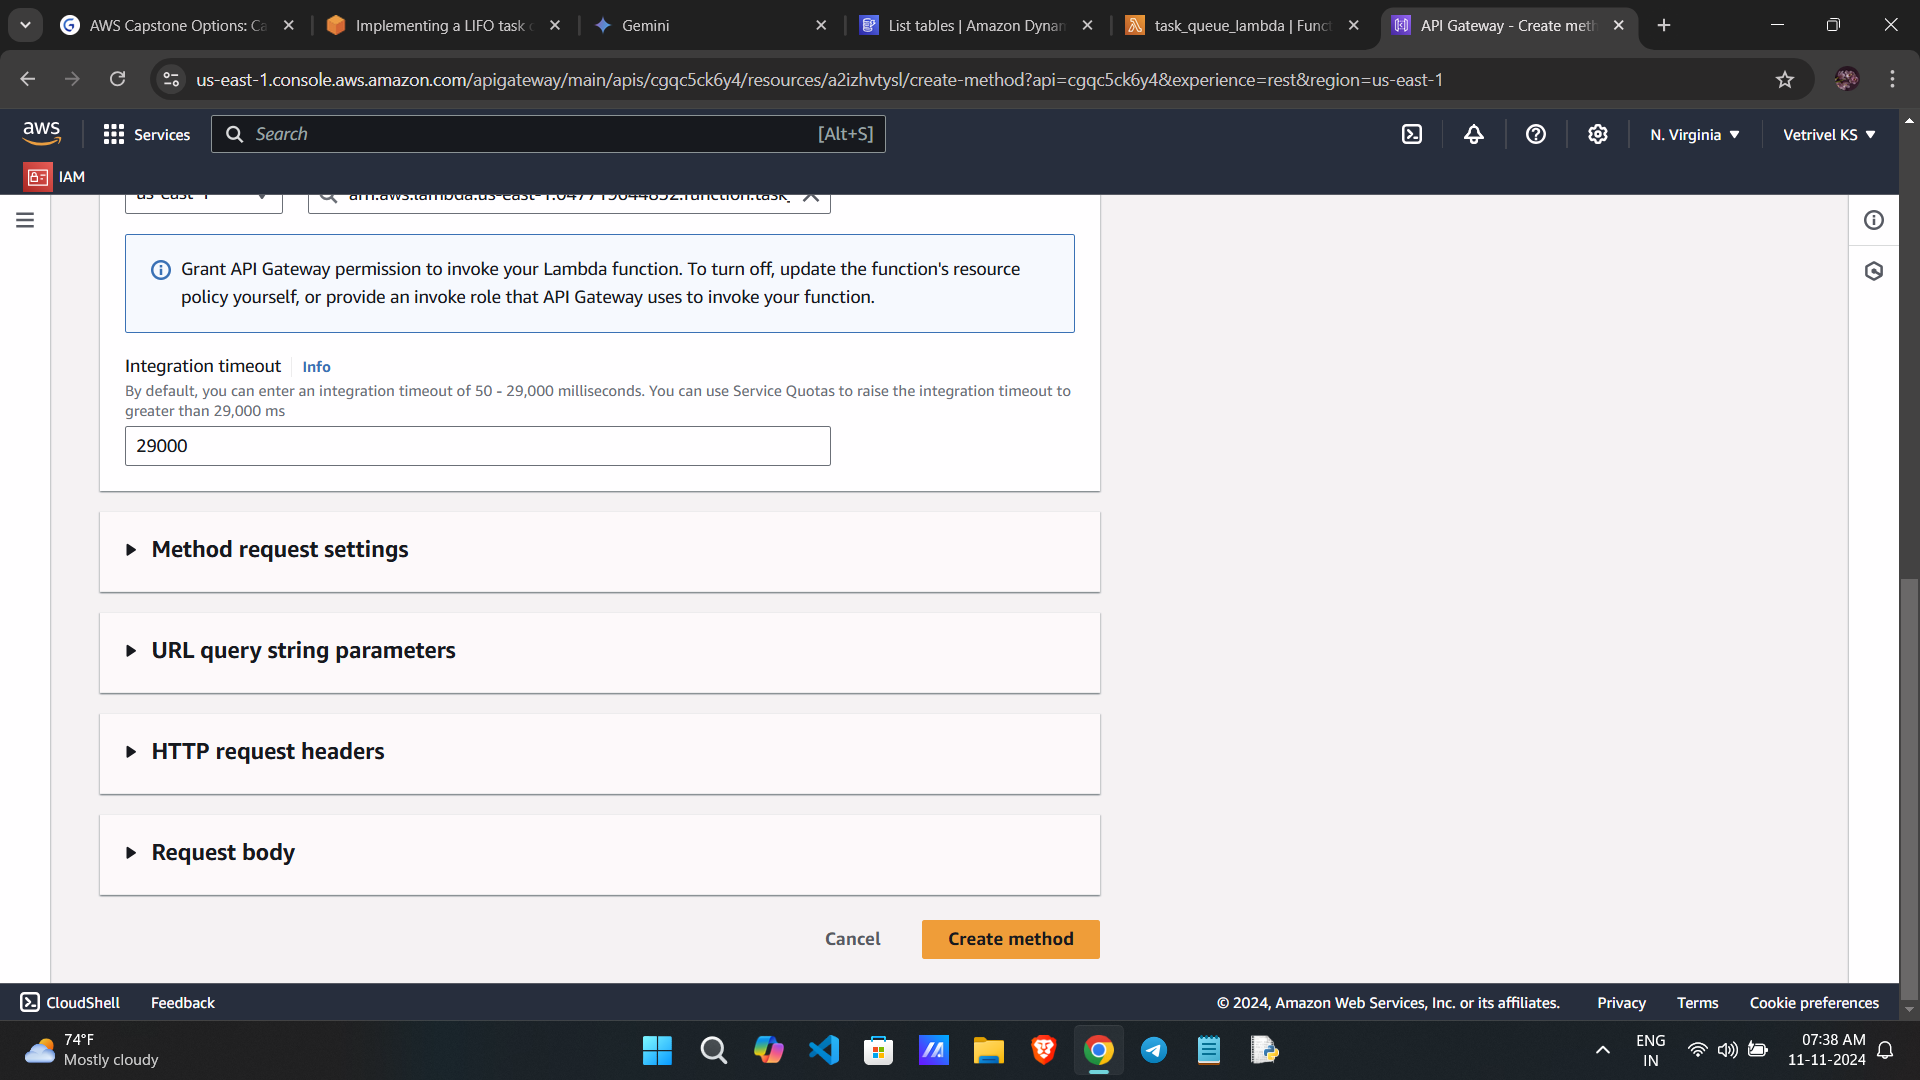 AWS Capstone Options: Ca
Implementing a LIFO task
Gemini
List tables | Amazon Dynam
task_queue_lambda | Funct
API Gateway - Create meth
us-east-1.console.aws.amazon.com/apigateway/main/apis/cgqc5ck6y4/resources/a2izhvtysl/create-method?api=cgqc5ck6y4&experience=rest&region=us-east-1
aws
Services
Search
[Alt+S]
N. Virginia
Vetrivel KS
IAM
us-east-1
Grant API Gateway permission to invoke your Lambda function. To turn off, update the function's resource
policy yourself, or provide an invoke role that API Gateway uses to invoke your function.
Integration timeout
Info
By default, you can enter an integration timeout of 50 - 29,000 milliseconds. You can use Service Quotas to raise the integration timeout to
greater than 29,000 ms
29000
Method request settings
URL query string parameters
HTTP request headers
Request body
Cancel
Create method
CloudShell
Feedback
© 2024, Amazon Web Services, Inc. or its affiliates.
Privacy
Terms
Cookie preferences
74°F
Mostly cloudy
ENG
IN
07:38 AM
11-11-2024